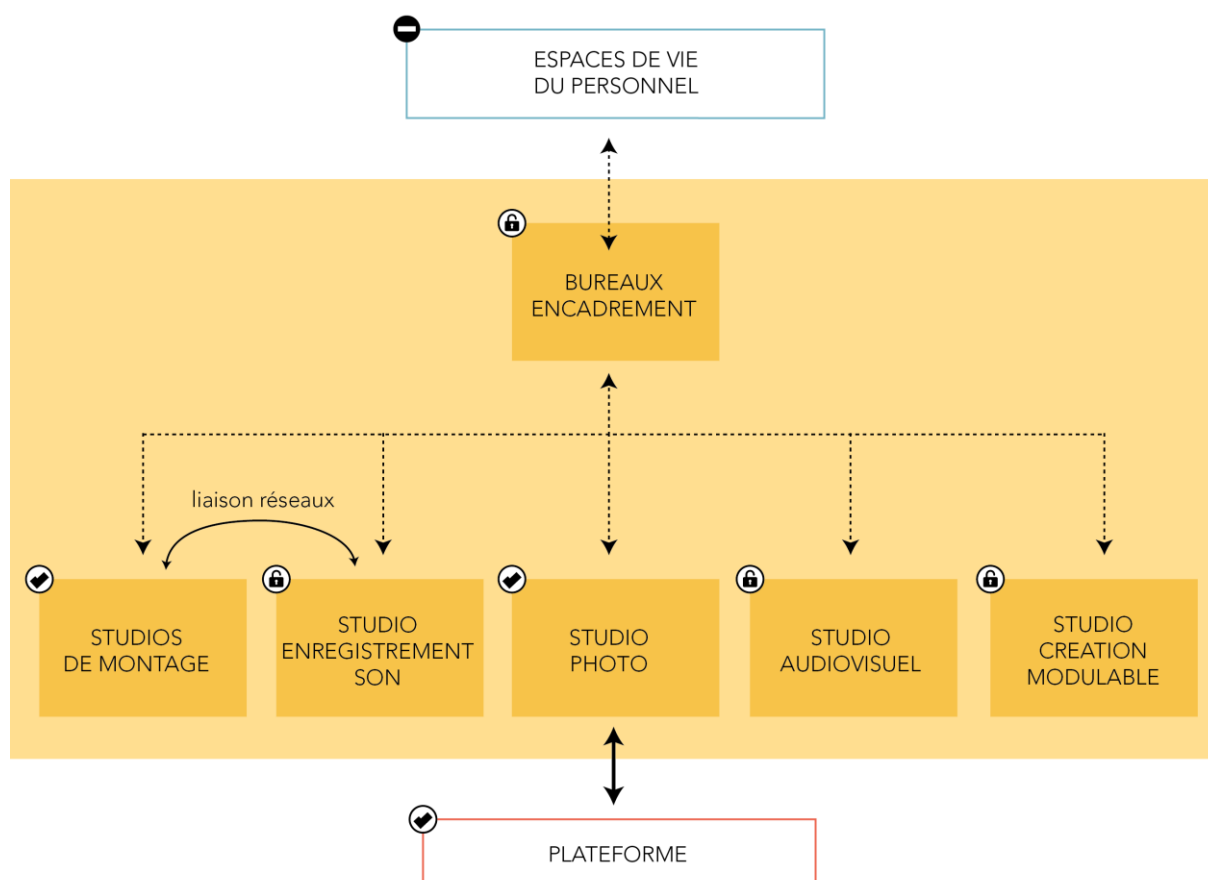 ESPACES DE VIE
DU PERSONNEL
BUREAUX
ENCADREMENT
liaison réseaux
STUDIOS
DE MONTAGE
STUDIO
ENREGISTREMENT
SON
STUDIO
PHOTO
STUDIO
AUDIOVISUEL
STUDIO
CREATION
MODULABLE
PLATEFORME